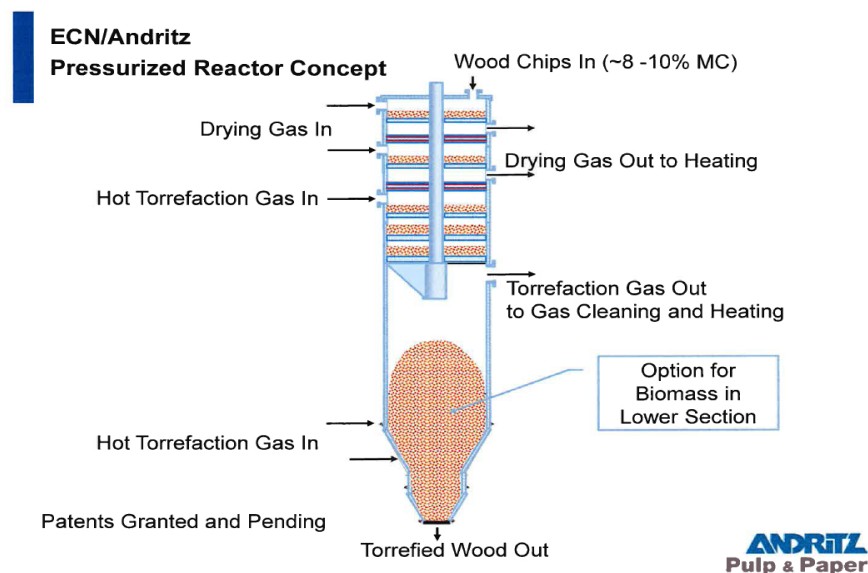 ECN/Andritz
Pressurized Reactor Concept
Wood Chips In (~8 -10% MC)
Drying Gas In
Drying Gas Out to Heating
Hot Torrefaction Gas In
Torrefaction Gas Out
to Gas Cleaning and Heating
Option for
Biomass in
Lower Section
Hot Torrefaction Gas In
Patents Granted and Pending
Torrefied Wood Out
ANDRITZ
Pulp & Paper